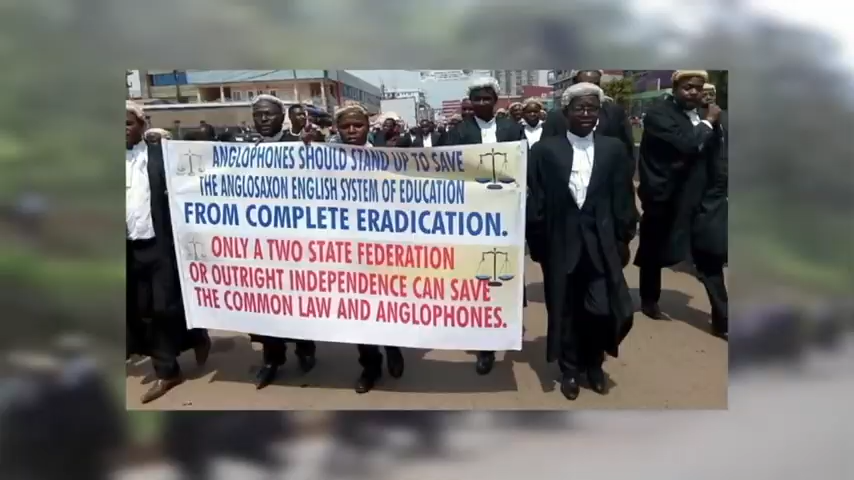 ANGLOPHONES SHOULD STAND UP TO SAVE
THE ANGLOSAXON ENGLISH SYSTEM OF EDUCATION
FROM COMPLETE ERADICATION.
ONLY A TWO STATE FEDERATION
OR OUTRIGHT INDEPENDENCE CAN SAVE
THE COMMON LAW AND ANGLOPHONES.